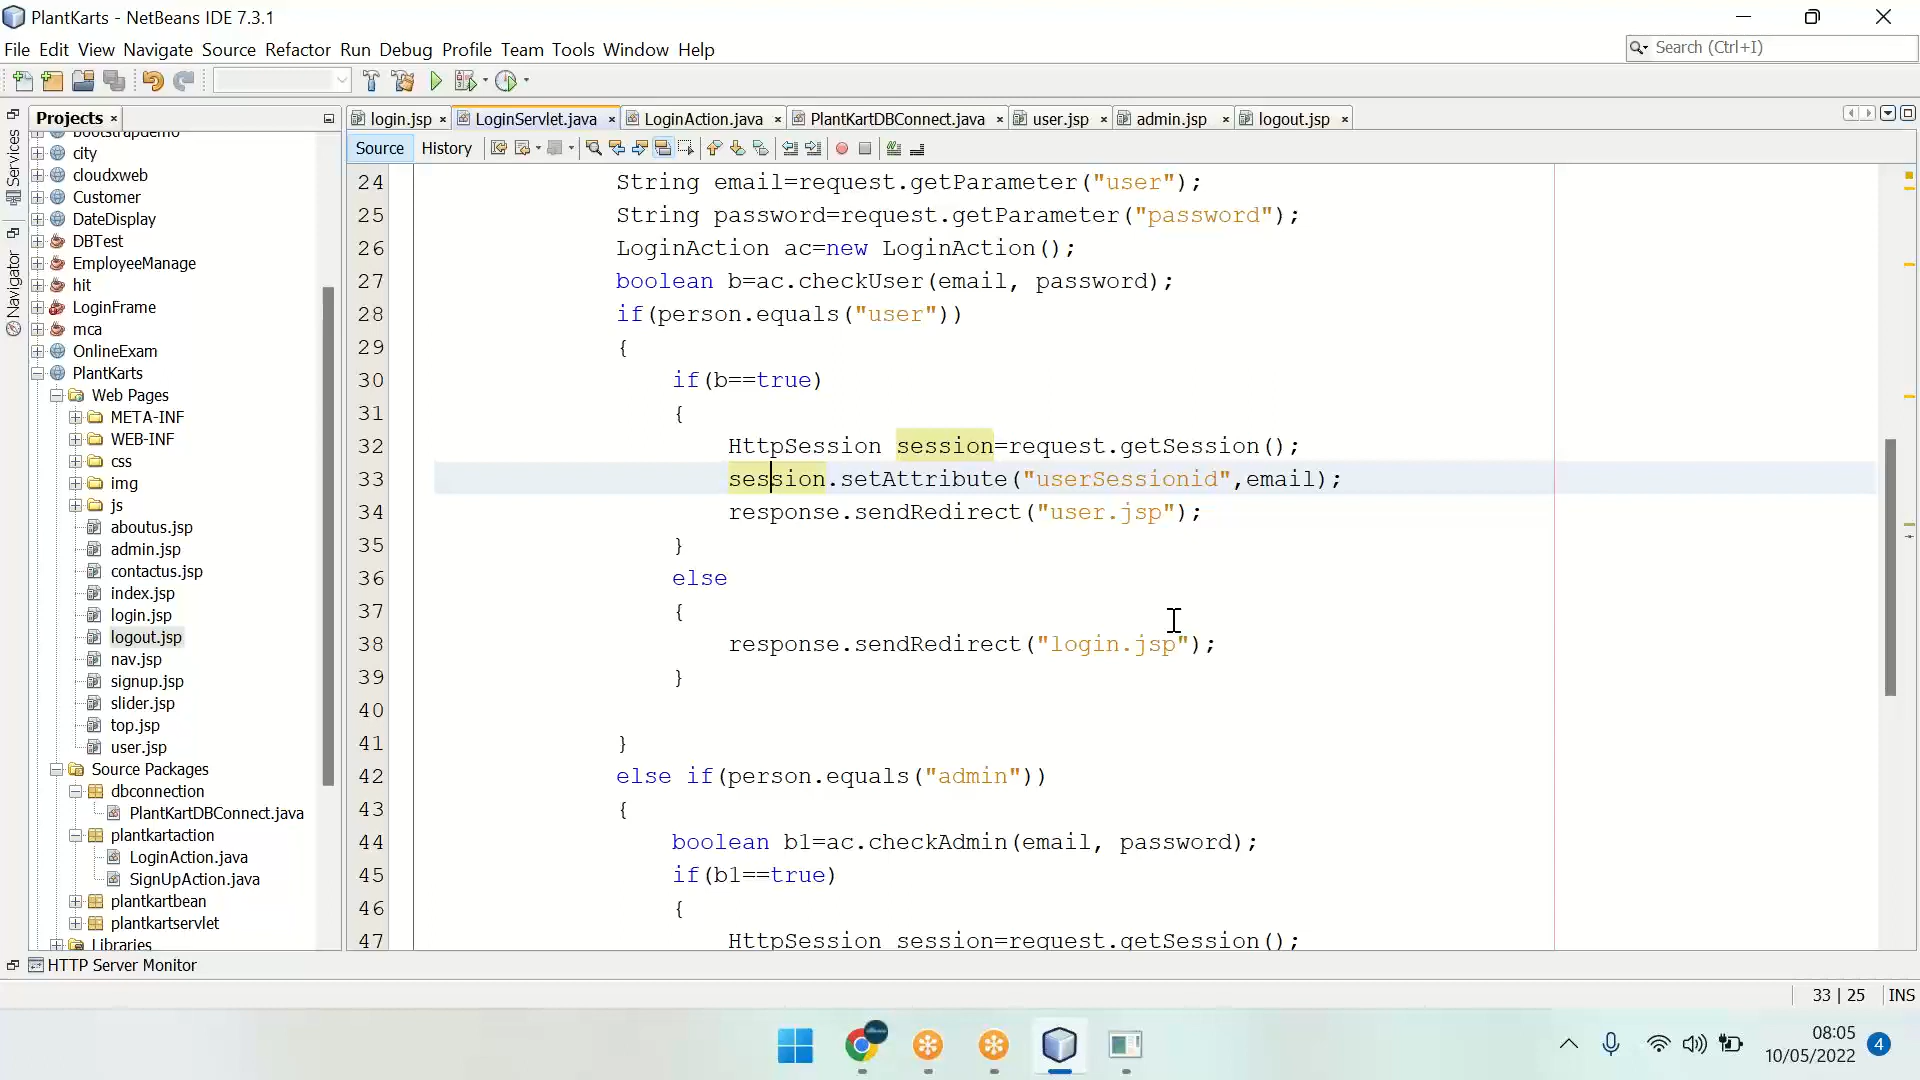 PlantKarts - NetBeans IDE 7.3.1
File Edit View Navigate Source Refactor Run Debug Profile Team Tools Window Help
Search (Ctrl+I)
Services
Navigator
Projects
bootstrapdemo
city
cloudxweb
Customer
DateDisplay
DBTest
EmployeeManage
hit
LoginFrame
mca
OnlineExam
PlantKarts
Web Pages
META-INF
WEB-INF
css
img
js
aboutus.jsp
admin.jsp
contactus.jsp
index.jsp
login.jsp
logout.jsp
nav.jsp
signup.jsp
slider.jsp
top.jsp
user.jsp
Source Packages
dbconnection
PlantKartDBConnect.java
plantkartaction
LoginAction.java
SignUpAction.java
plantkartbean
plantkartservlet
Libraries
login.jsp LoginServlet.java LoginAction.java PlantKartDBConnect.java user.jsp admin.jsp logout.jsp
Source History
24 String email=request.getParameter("user");
25 String password=request.getParameter("password");
26 LoginAction ac=new LoginAction();
27 boolean b=ac.checkUser(email, password);
28 if(person.equals("user"))
29 {
30 if(b==true)
31 {
32 HttpSession session=request.getSession();
33 session.setAttribute("userSessionid",email);
34 response.sendRedirect("user.jsp");
35 }
36 else
37 {
38 response.sendRedirect("login.jsp");
39 }
40
41 }
42 else if(person.equals("admin"))
43 {
44 boolean b1=ac.checkAdmin(email, password);
45 if(b1==true)
46 {
47 HttpSession session=request.getSession();
HTTP Server Monitor
33 | 25 INS
08:05
10/05/2022
4